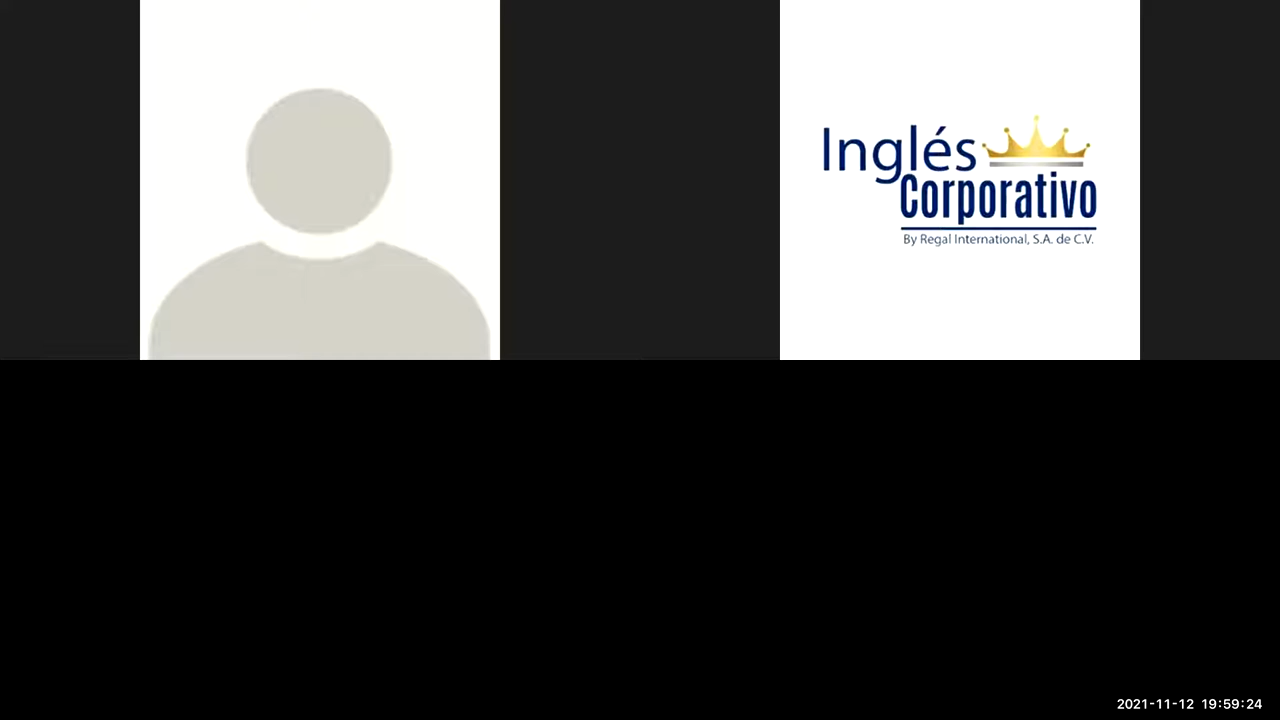 Inglés
Corporativo
By Regal International, S.A. de C.V.
2021-11-12 19:59:24